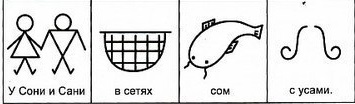 У Сони и Сани
в сетях
сом
с усами.